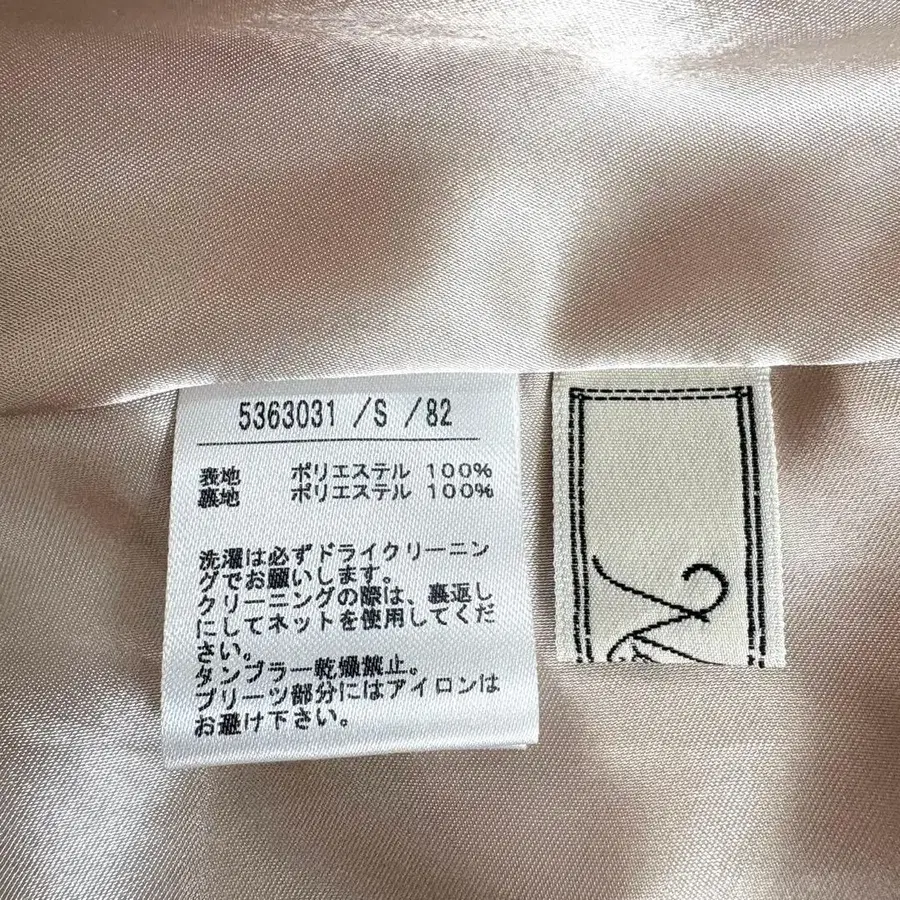 5363031 /S /82
表地 ポリエステル 100%
裏地 ポリエステル 100%
洗濯は必ずドライクリーニン
グでお願いします。
クリーニングの際は、裏返し
にしてネットを使用してくだ
さい。
タンブラー乾燥禁止。
プリーツ部分にはアイロンは
お避け下さい。